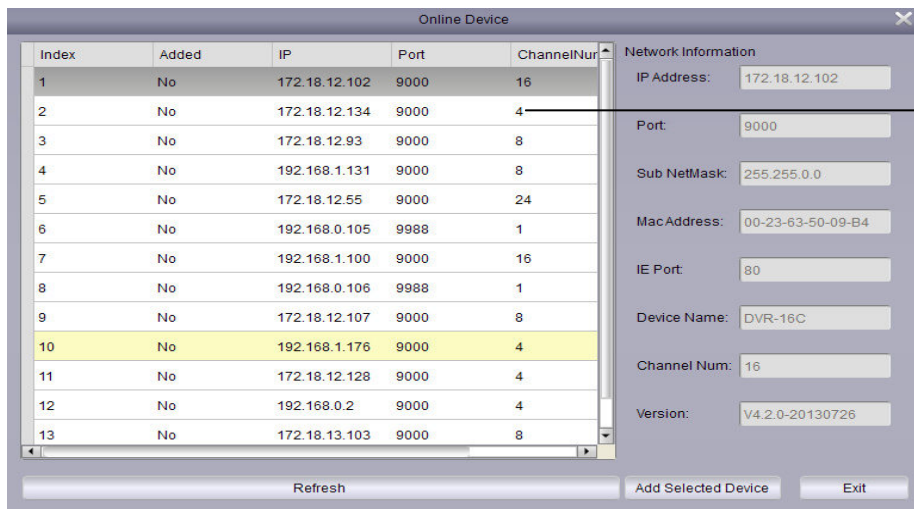 Online Device
Index Added IP Port ChannelNur
1 No 172.18.12.102 9000 16
2 No 172.18.12.134 9000 4
3 No 172.18.12.93 9000 8
4 No 192.168.1.131 9000 8
5 No 172.18.12.55 9000 24
6 No 192.168.0.105 9988 1
7 No 192.168.1.100 9000 16
8 No 192.168.0.106 9988 1
9 No 172.18.12.107 9000 8
10 No 192.168.1.176 9000 4
11 No 172.18.12.128 9000 4
12 No 192.168.0.2 9000 4
13 No 172.18.13.103 9000 8
Network Information
IP Address: 172.18.12.102
Port: 9000
Sub NetMask: 255.255.0.0
Mac Address: 00-23-63-50-09-B4
IE Port: 80
Device Name: DVR-16C
Channel Num: 16
Version: V4.2.0-20130726
Refresh Add Selected Device Exit